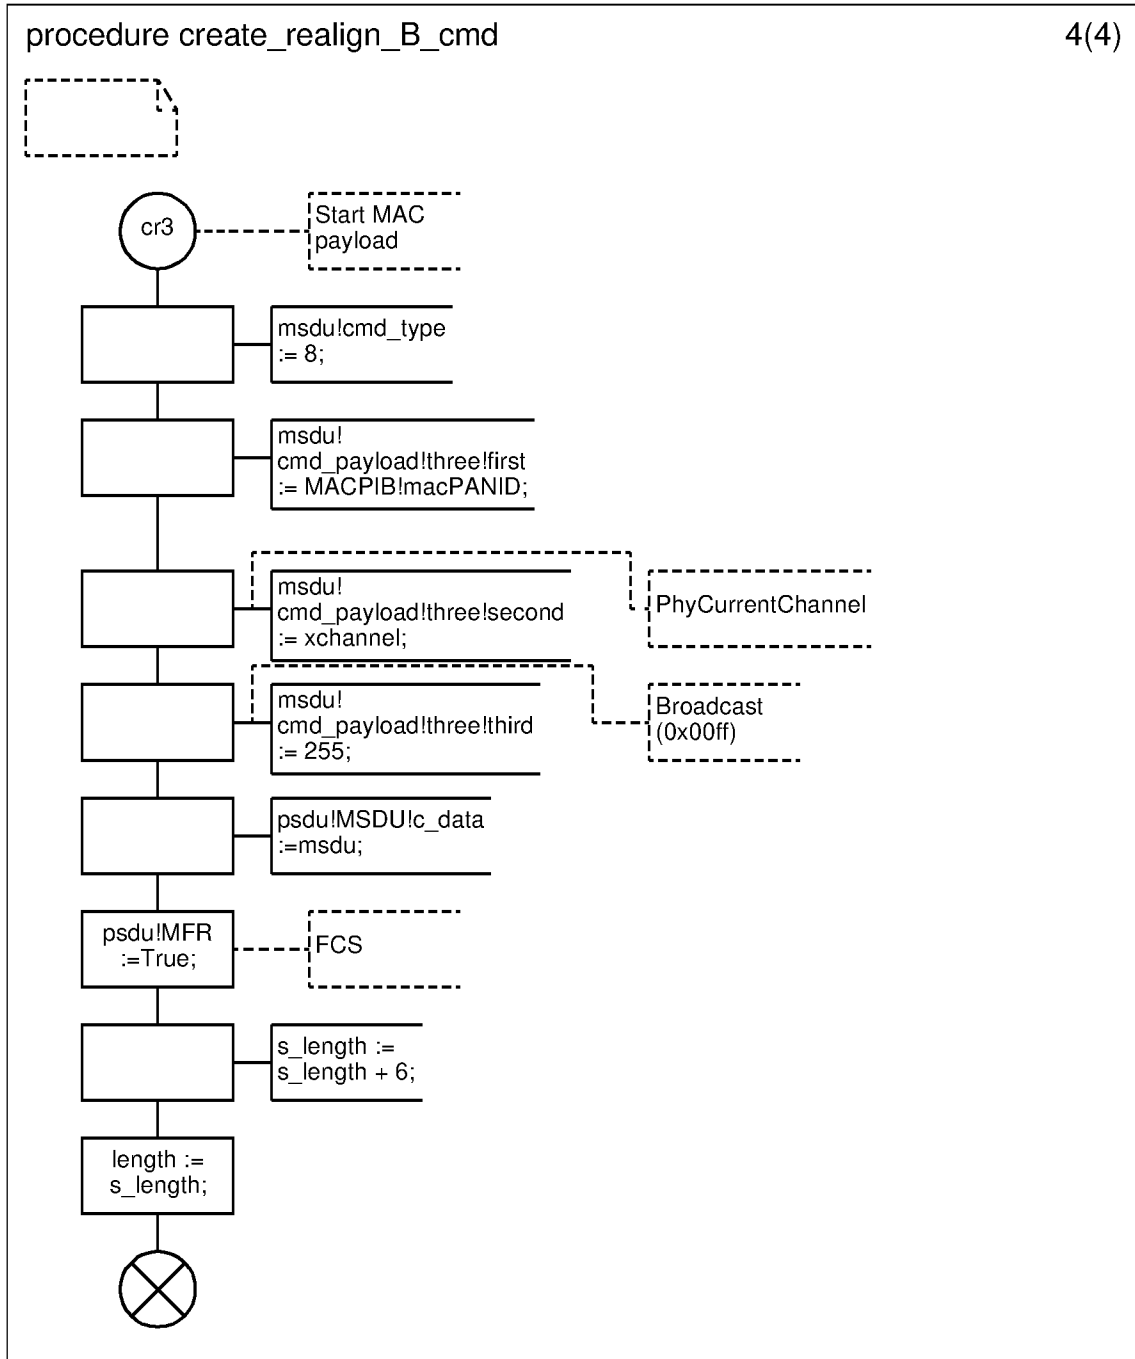 procedure create_realign_B_cmd
4(4)
cr3
Start MAC
payload
msdu!cmd_type
:= 8;
msdu!
cmd_payload!three!first
:= MACPIB!macPANID;
msdu!
cmd_payload!three!second
:= xchannel;
PhyCurrentChannel
msdu!
cmd_payload!three!third
:= 255;
Broadcast
(0x00ff)
psdu!MSDU!c_data
:=msdu;
psdu!MFR
:=True;
FCS
s_length :=
s_length + 6;
length :=
s_length;